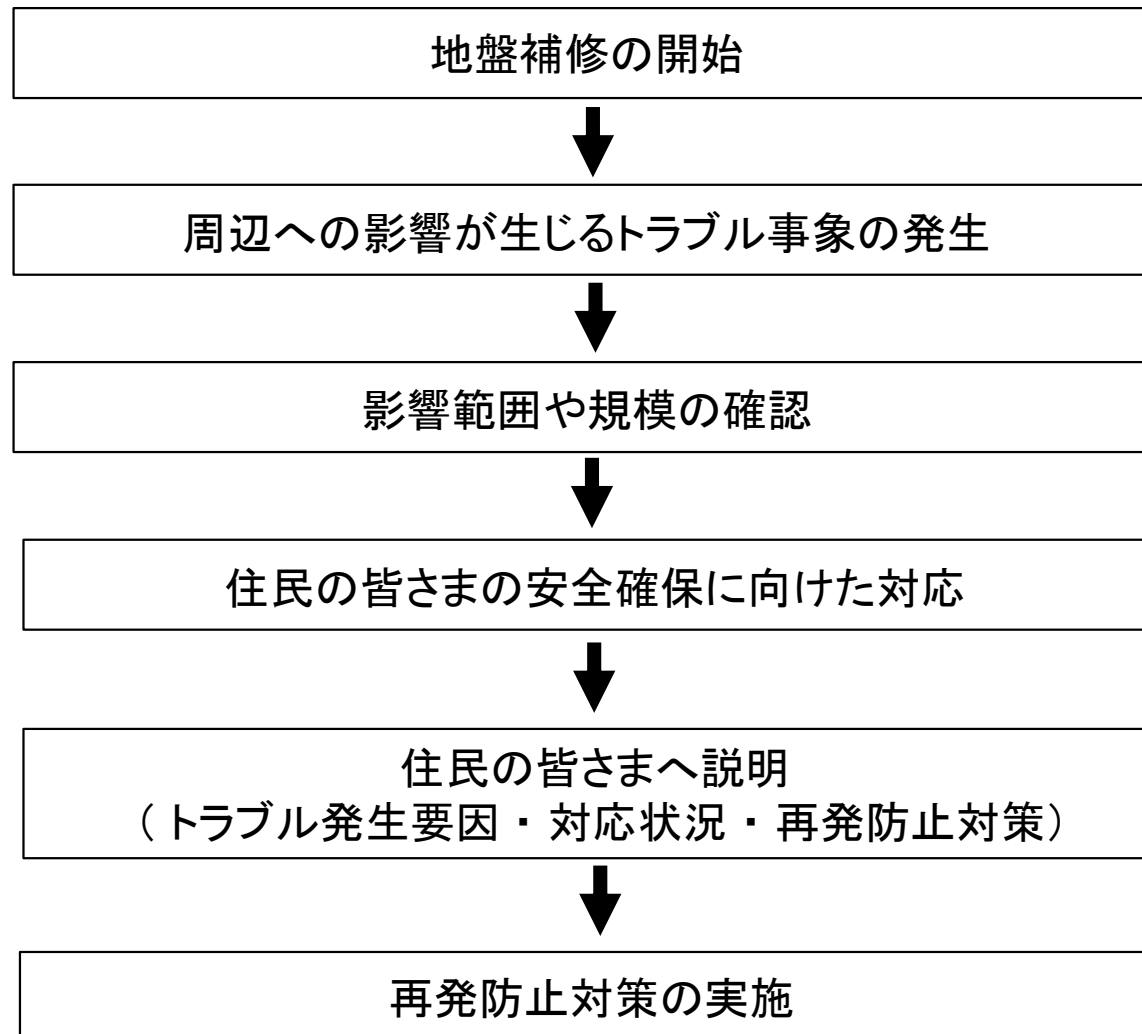 地盤補修の開始
周辺への影響が生じるトラブル事象の発生
影響範囲や規模の確認
住民の皆さまの安全確保に向けた対応
住民の皆さまへ説明
（トラブル発生要因・対応状況・再発防止対策）
再発防止対策の実施